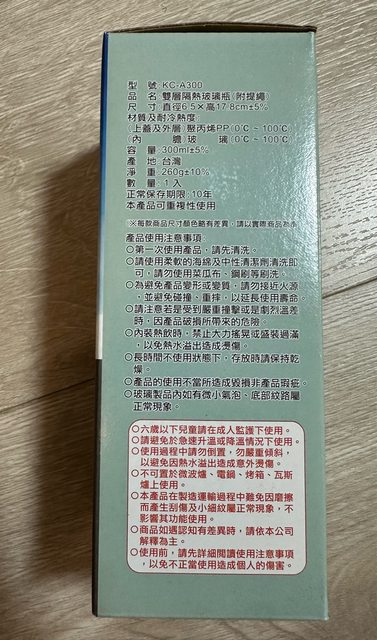 型　號: KC-A300
品　名: 雙層隔熱玻璃瓶(附提繩)
尺　寸: 直徑6.5×高17.8cm±5%
材質及耐冷熱度:
(上蓋及外層)聚丙烯PP(0℃~100℃)
(內　　　膽)玻　　璃(0℃~100℃)
容　量: 300ml±5%
產　地: 台灣
淨　重: 260g±10%
數　量: 1入
正常保存期限: 10年
本產品可重複性使用
※每款商品尺寸顏色略有差異，請以實際商品為準
產品使用注意事項
○第一次使用產品，請先清洗。
○請使用柔軟的海綿及中性清潔劑清洗即
可，請勿使用菜瓜布、鋼刷等刷洗。
○為避免產品變形或變質，請勿接近火源
，並避免碰撞、重摔，以延長使用壽命。
○請注意若是受到嚴重撞擊或是劇烈溫差
時，因產品破損所帶來的危險。
○內裝熱飲時，禁止大力搖晃或盛裝過滿
，以免熱水溢出造成燙傷。
○長時間不使用狀態下，存放時請保持乾
燥。
○產品的使用不當所造成毀損非產品瑕疵。
○玻璃製品內如有微小氣泡、底部紋路屬
正常現象。
○六歲以下兒童請在成人監護下使用。
○請避免於急速升溫或降溫情況下使用。
○使用過程中請勿倒置，勿嚴重傾斜，
以避免因熱水溢出造成意外燙傷。
○不可置於微波爐、電鍋、烤箱、瓦斯
爐上使用。
○本產品在製造運輸過程中難免因磨擦
而產生刮傷及小細紋屬正常現象，不
影響其功能使用。
○商品如遇認知有差異時，請依本公司
解釋為主。
○使用前，請先詳細閱讀使用注意事項
，以免不正當使用造成個人的傷害。